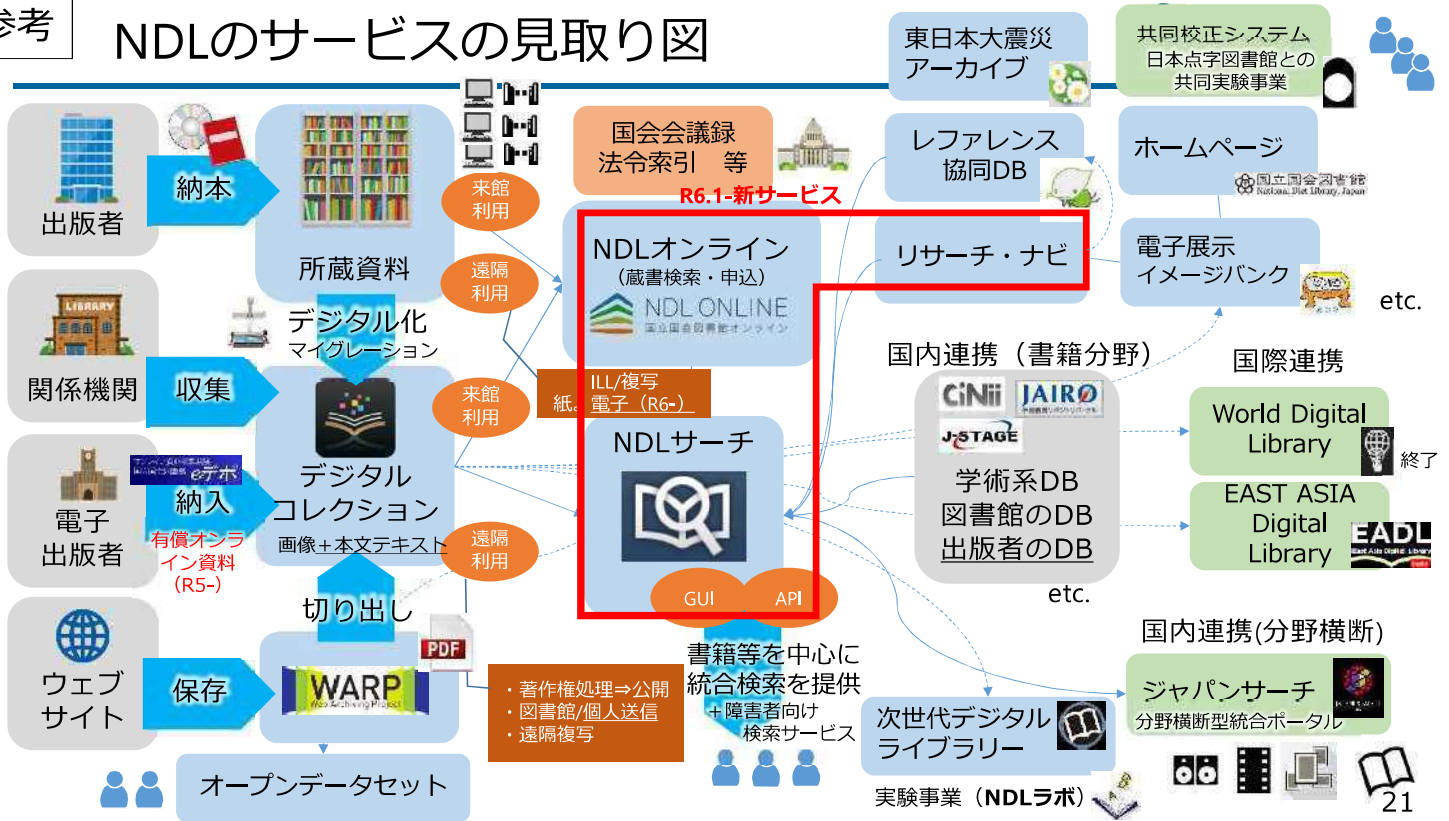 参考
NDLのサービスの見取り図
東日本大震災
アーカイブ
共同校正システム
日本点字図書館との
共同実験事業
出版者
納本
所蔵資料
来館
利用
遠隔
利用
国会会議録
法令索引 等
R6.1-新サービス
レファレンス
協同DB
ホームページ
国立国会図書館
National Diet Library, Japan
NDLオンライン
（蔵書検索・申込）
NDL ONLINE
国立国会図書館オンライン
リサーチ・ナビ
電子展示
イメージバンク
etc.
LIBRARY
関係機関
収集
デジタル化
マイグレーション
来館
利用
ILL/複写
紙。電子（R6-）
国内連携（書籍分野）
CiNii
JAIRO
J-STAGE
学術系DB
図書館のDB
出版者のDB
etc.
国際連携
World Digital
Library
終了
EAST ASIA
Digital
Library
EADL
East Asia Digital Library
電子
出版者
eデポ
納入
有償オンラ
イン資料
（R5-）
デジタル
コレクション
画像＋本文テキスト
遠隔
利用
NDLサーチ
GUI
API
切り出し
ウェブ
サイト
保存
WARP
Web Archiving Project
PDF
・著作権処理⇒公開
・図書館/個人送信
・遠隔複写
書籍等を中心に
統合検索を提供
＋障害者向け
検索サービス
次世代デジタル
ライブラリー
実験事業（NDLラボ）
国内連携(分野横断)
ジャパンサーチ
分野横断型統合ポータル
オープンデータセット
21